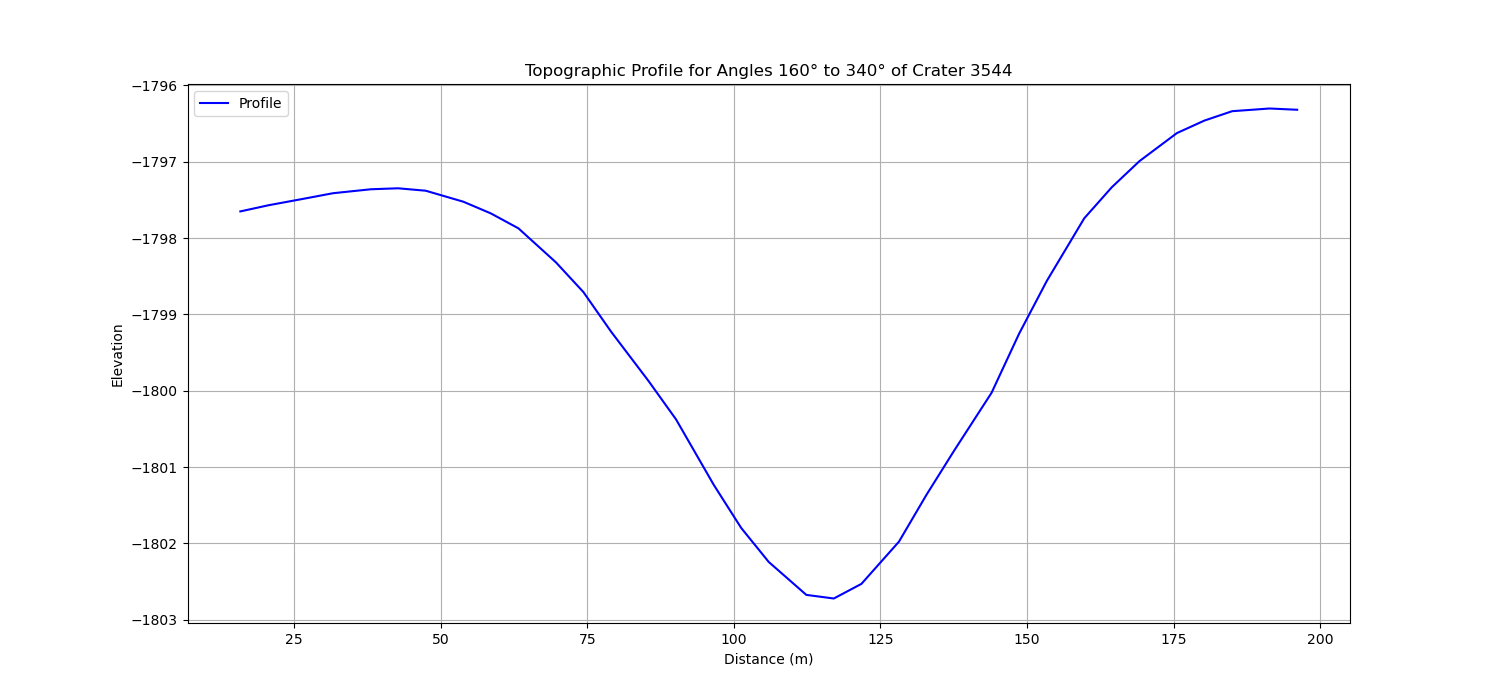 Topographic Profile for Angles 160° to 340° of Crater 3544
Profile
−1796
−1797
−1798
−1799
−1800
−1801
−1802
−1803
Elevation
25 50 75 100 125 150 175 200
Distance (m)